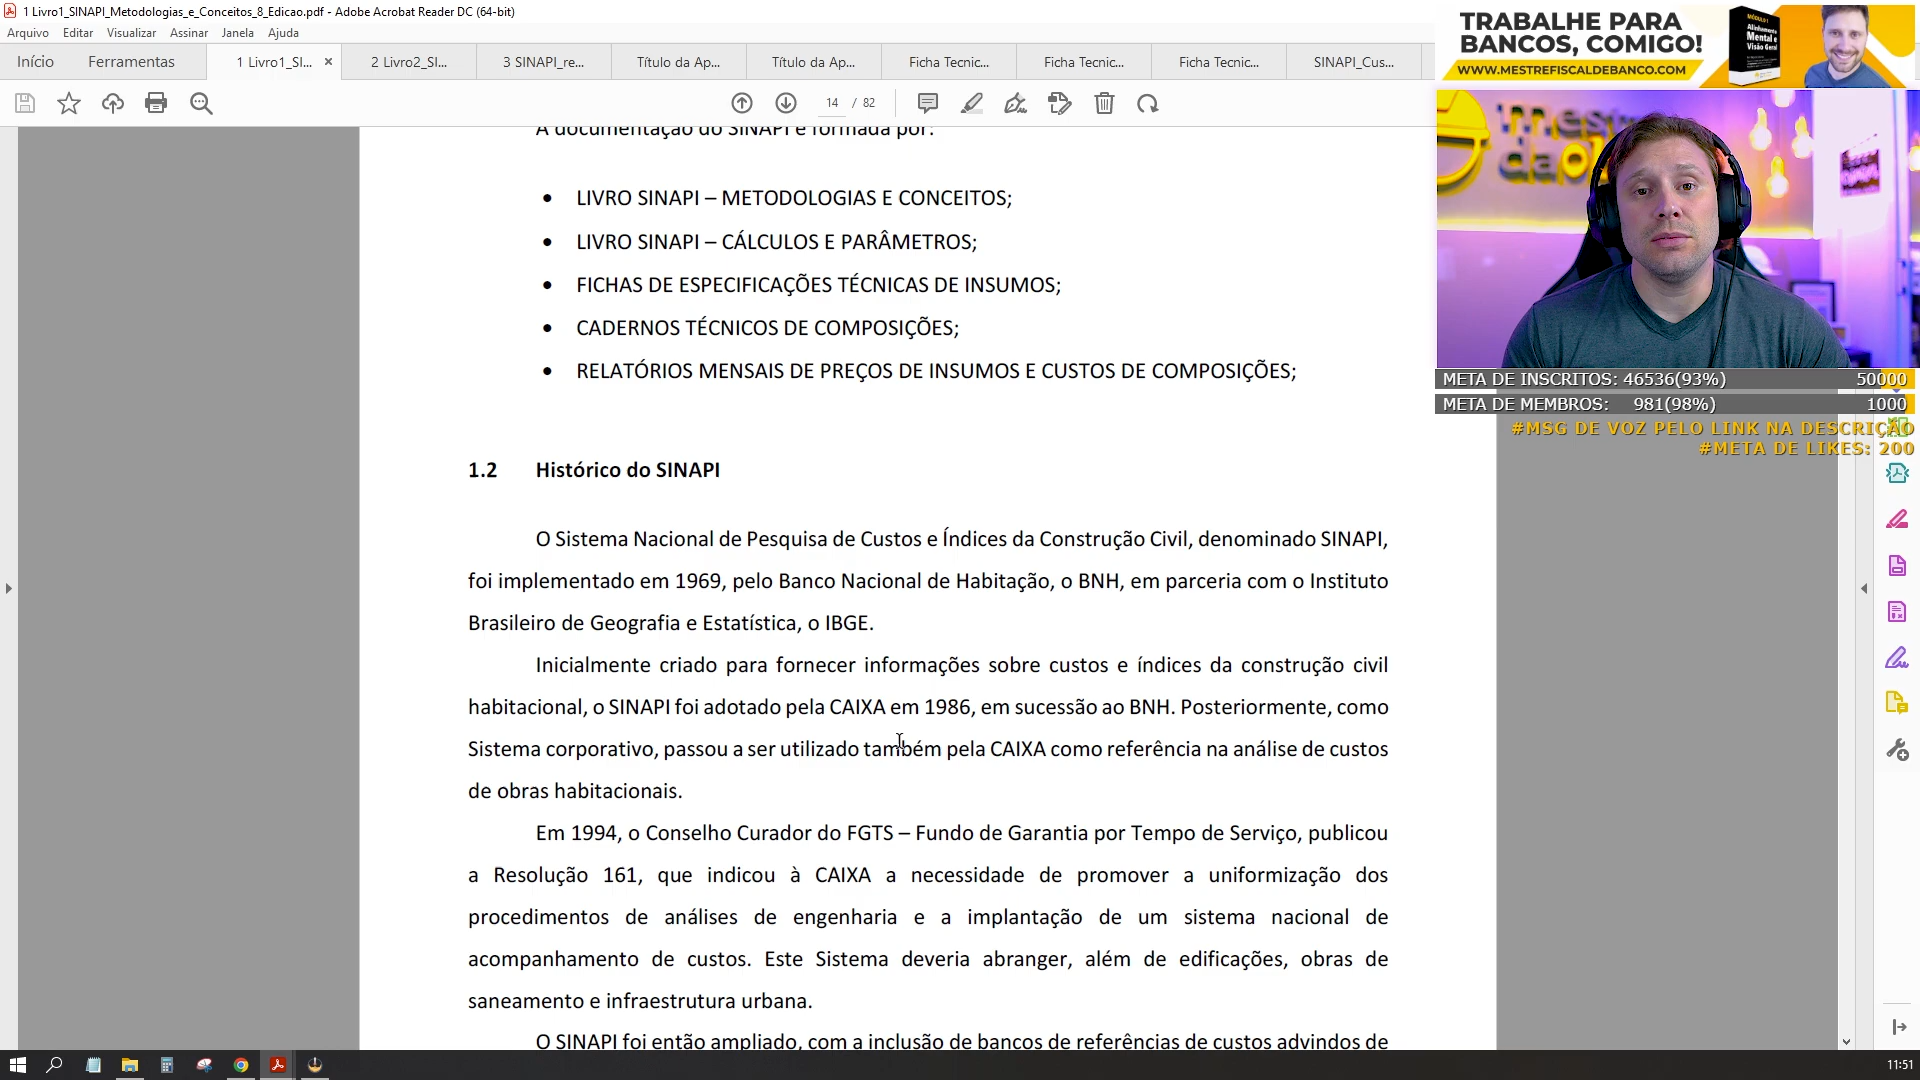 1 Livro1_SINAPI_Metodologias_e_Conceitos_8_Edicao.pdf - Adobe Acrobat Reader DC (64-bit)
Arquivo Editar Visualizar Assinar Janela Ajuda
Início Ferramentas 1 Livro1_SI... × 2 Livro2_SI... 3 SINAPI_re... Título da Ap... Título da Ap... Ficha Tecnic... Ficha Tecnic... Ficha Tecnic... SINAPI_Cus...
14 / 82
A documentação do SINAPI é formada por:
• LIVRO SINAPI – METODOLOGIAS E CONCEITOS;
• LIVRO SINAPI – CÁLCULOS E PARÂMETROS;
• FICHAS DE ESPECIFICAÇÕES TÉCNICAS DE INSUMOS;
• CADERNOS TÉCNICOS DE COMPOSIÇÕES;
• RELATÓRIOS MENSAIS DE PREÇOS DE INSUMOS E CUSTOS DE COMPOSIÇÕES;
1.2 Histórico do SINAPI
O Sistema Nacional de Pesquisa de Custos e Índices da Construção Civil, denominado SINAPI,
foi implementado em 1969, pelo Banco Nacional de Habitação, o BNH, em parceria com o Instituto
Brasileiro de Geografia e Estatística, o IBGE.
Inicialmente criado para fornecer informações sobre custos e índices da construção civil
habitacional, o SINAPI foi adotado pela CAIXA em 1986, em sucessão ao BNH. Posteriormente, como
Sistema corporativo, passou a ser utilizado também pela CAIXA como referência na análise de custos
de obras habitacionais.
Em 1994, o Conselho Curador do FGTS – Fundo de Garantia por Tempo de Serviço, publicou
a Resolução 161, que indicou à CAIXA a necessidade de promover a uniformização dos
procedimentos de análises de engenharia e a implantação de um sistema nacional de
acompanhamento de custos. Este Sistema deveria abranger, além de edificações, obras de
saneamento e infraestrutura urbana.
O SINAPI foi então ampliado, com a inclusão de bancos de referências de custos advindos de
TRABALHE PARA
BANCOS, COMIGO!
WWW.MESTREFISCALDEBANCO.COM
MÓDULO 1
Alinhamento
Mental e
Visão Geral
META DE INSCRITOS: 46536(93%) 50000
META DE MEMBROS: 981(98%) 1000
#MSG DE VOZ PELO LINK NA DESCRIÇÃO
#META DE LIKES: 200
11:51